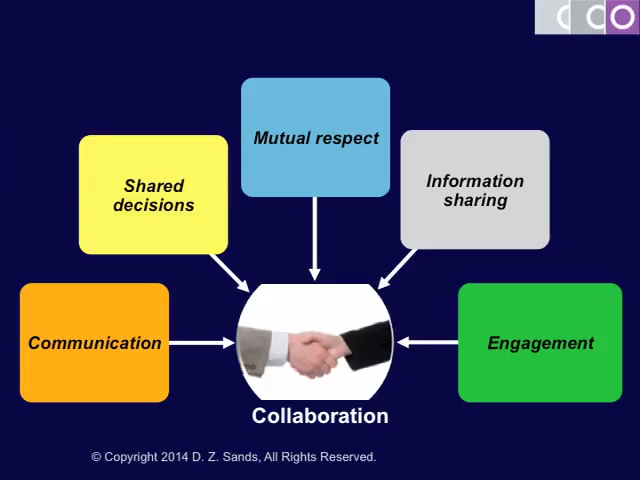 Mutual respect
Shared
decisions
Information
sharing
Communication
Engagement
Collaboration
© Copyright 2014 D. Z. Sands, All Rights Reserved.